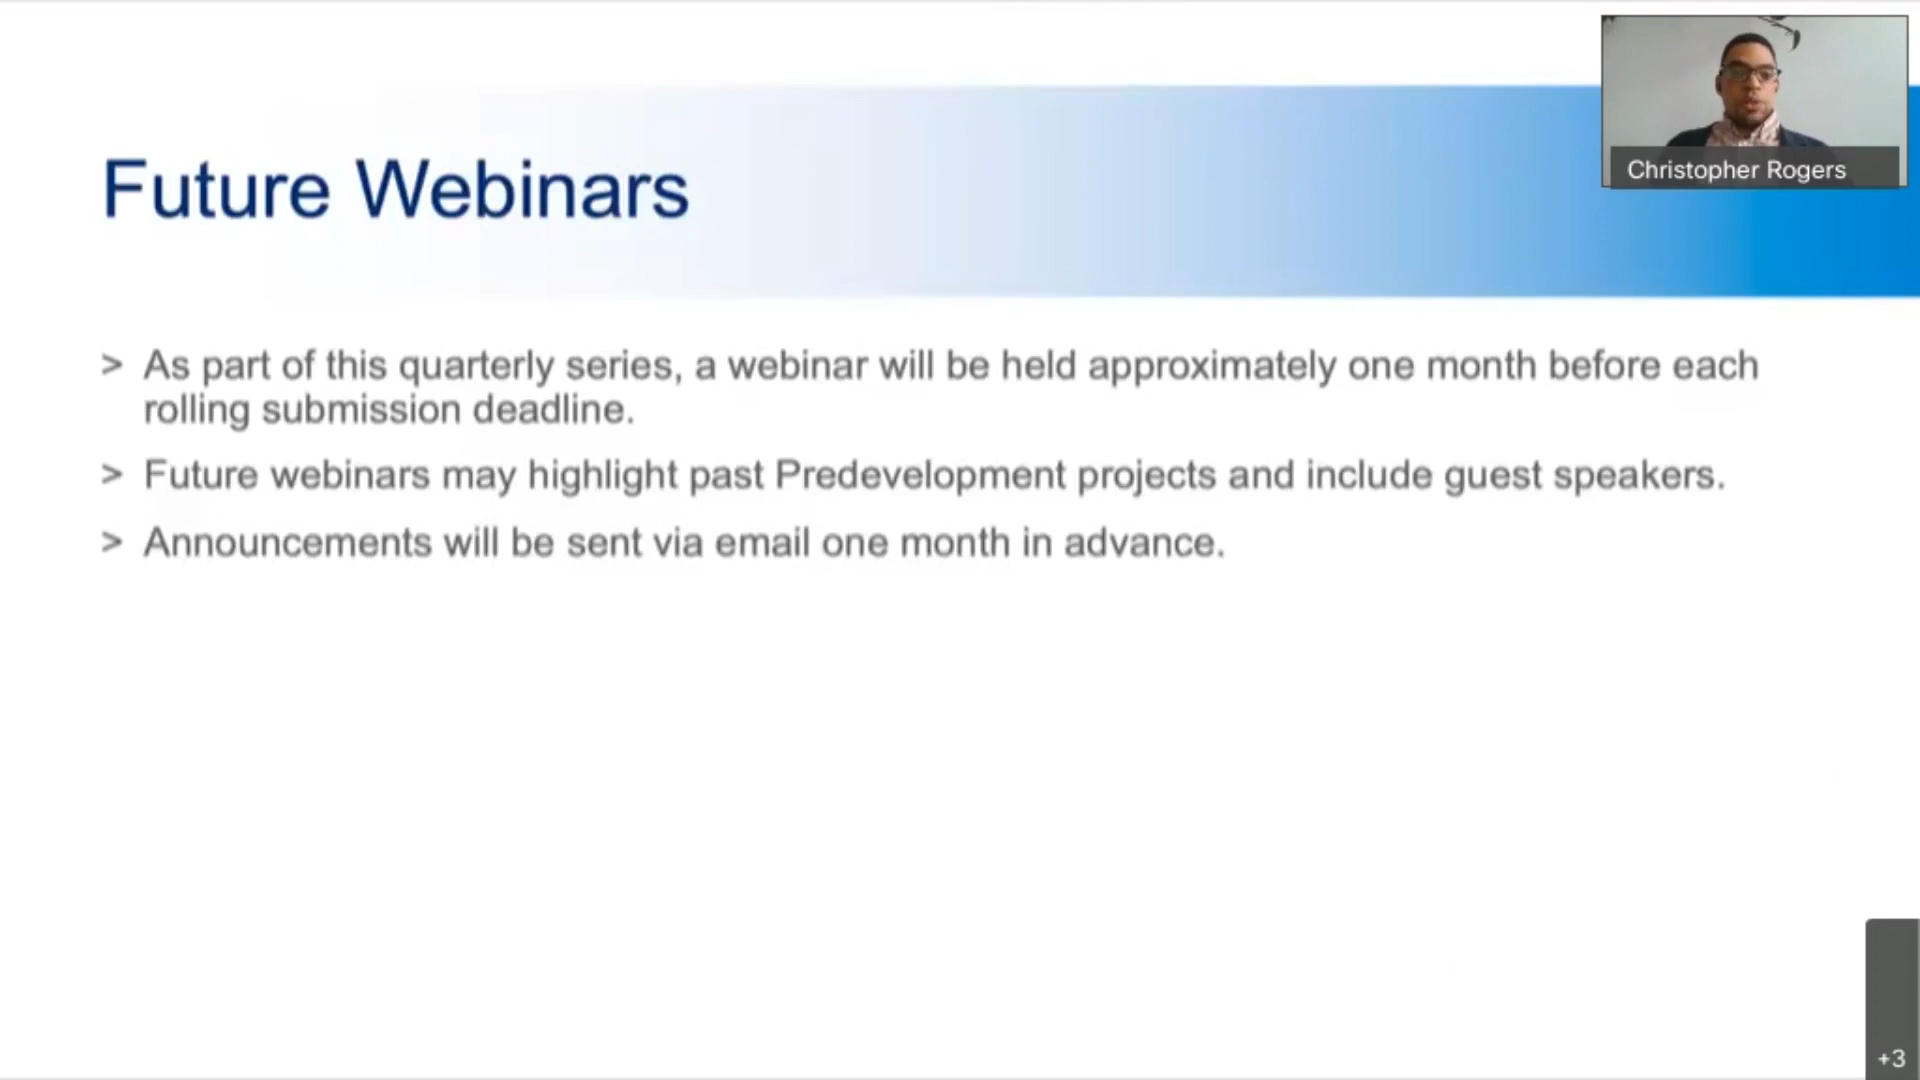 Christopher Rogers
Future Webinars
> As part of this quarterly series, a webinar will be held approximately one month before each
rolling submission deadline.
> Future webinars may highlight past Predevelopment projects and include guest speakers.
> Announcements will be sent via email one month in advance.
+3